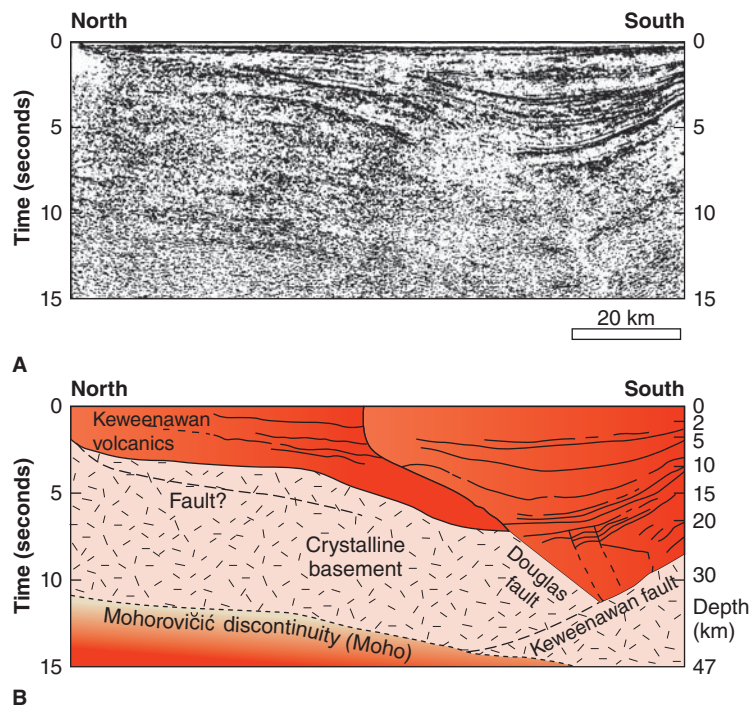 North South
0 0
5 5
10 10
15 15
Time (seconds)
20 km
A
North South
0 0
2
Keweenawan
volcanics
5
10
5 15
Fault?
20
Crystalline
basement
Douglas
fault
10 30
Keweenawan fault
Depth
(km)
Mohorovičić discontinuity (Moho)
15 47
Time (seconds)
B